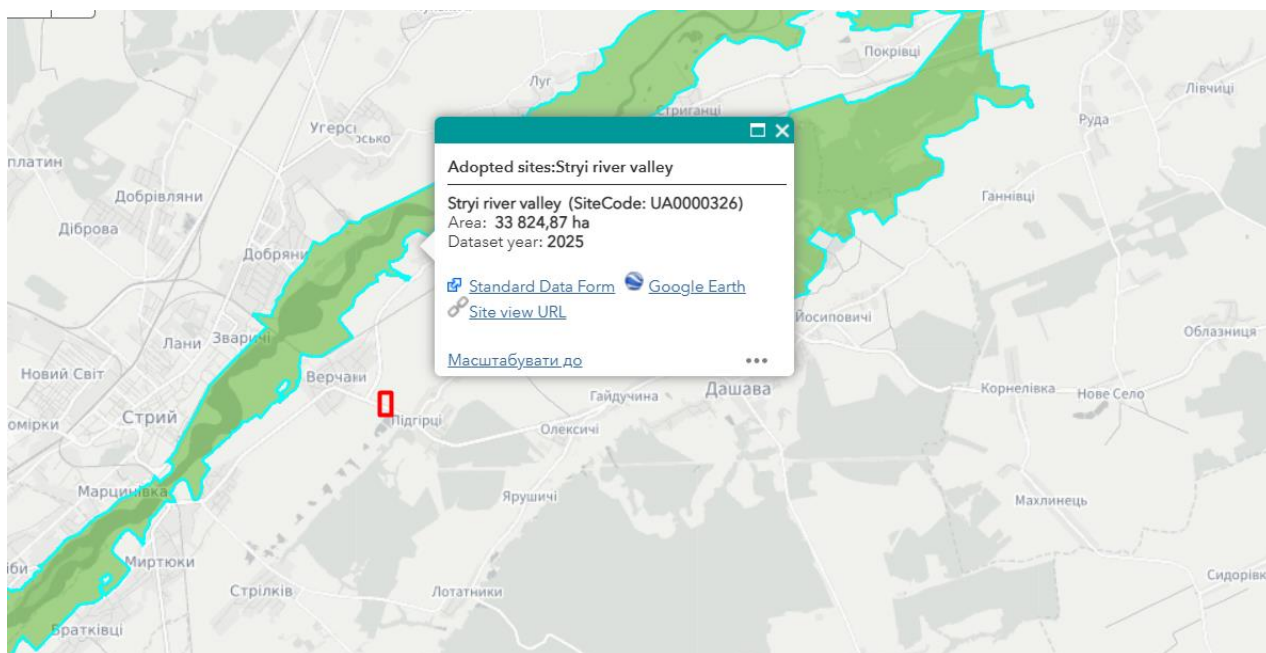 Покрівці
Луг
Лівчиці
Стриганці
Руда
Угерсько
платин
Adopted sites:Stryi river valley
Добрівляни
Stryi river valley (SiteCode: UA0000326)
Area: 33 824,87 ha
Dataset year: 2025
Ганнівці
Діброва
Добряни
Standard Data Form Google Earth
Site view URL
Йосиповичі
Лани
Облазниця
Масштабувати до
Новий Світ
Верчани
Гайдучина
Дашава
Корнелівка
Нове Село
омірки
Стрий
Підгірці
Олексичі
Марцинівка
Ярушичі
Махлинець
іби
Миртюки
Сидорівк
Стрілків
Лотатники
Братківці